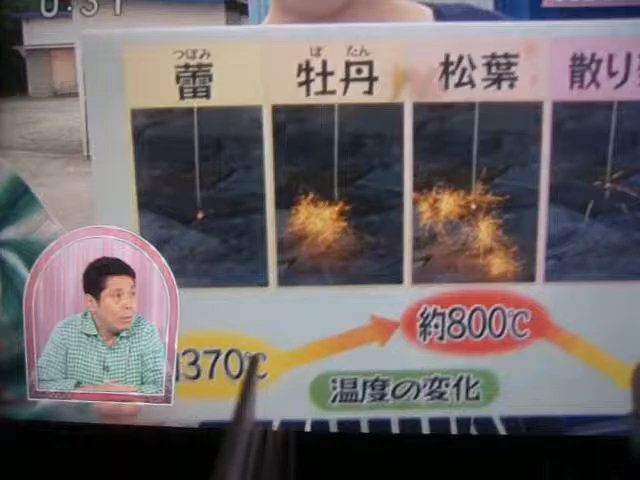 つぼみ ぼたん
蕾 牡丹 松葉 散り
370℃ 約800℃
温度の変化